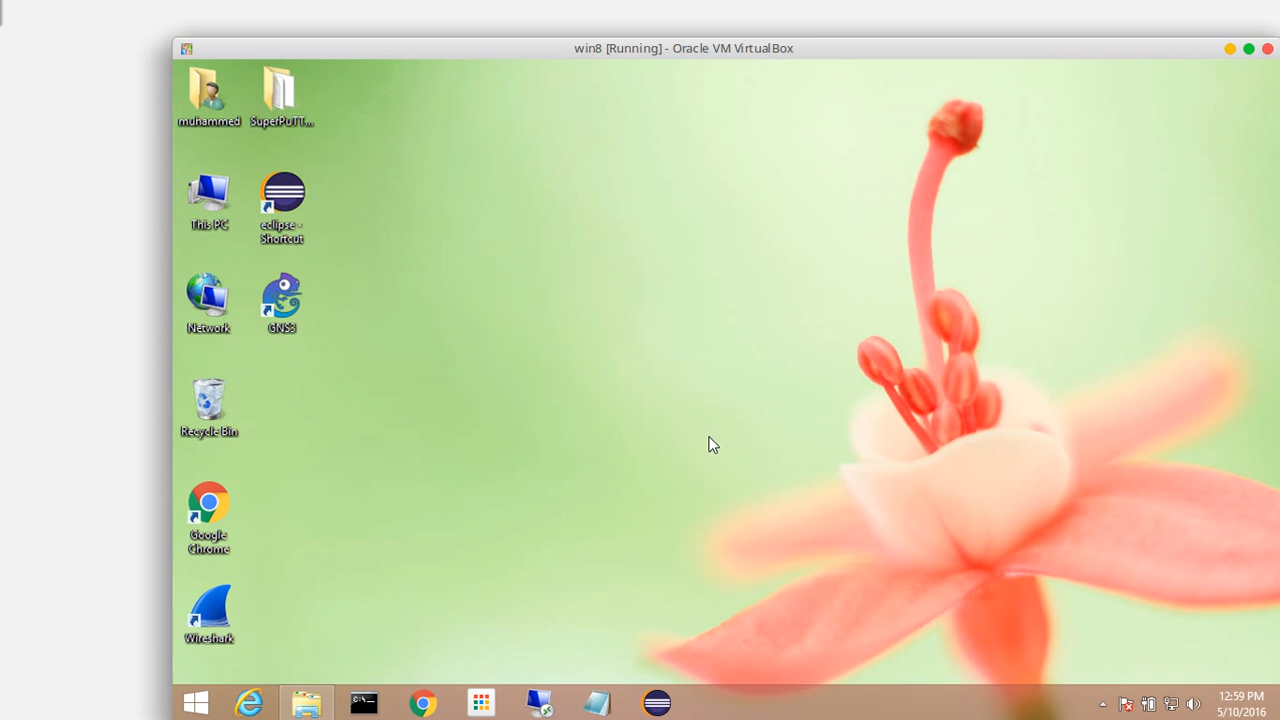 win8 [Running] - Oracle VM VirtualBox
muhammed
SuperPuTT...
This PC
eclipse -
Shortcut
Network
GNS3
Recycle Bin
Google
Chrome
Wireshark
C:\_
12:59 PM
5/10/2016